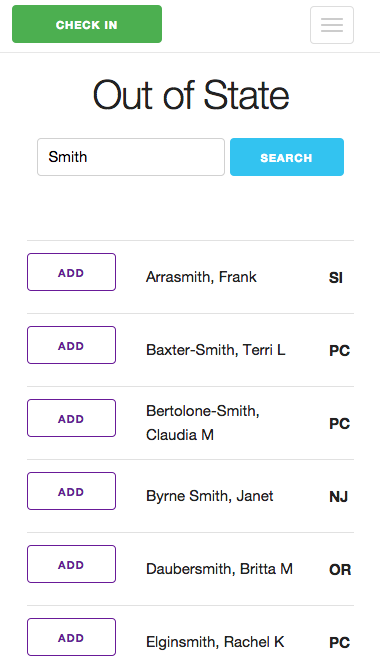 CHECK IN
Out of State
Smith
SEARCH
ADD
Arrasmith, Frank
SI
ADD
Baxter-Smith, Terri L
PC
ADD
Bertolone-Smith,
Claudia M
PC
ADD
Byrne Smith, Janet
NJ
ADD
Daubersmith, Britta M
OR
ADD
Elginsmith, Rachel K
PC